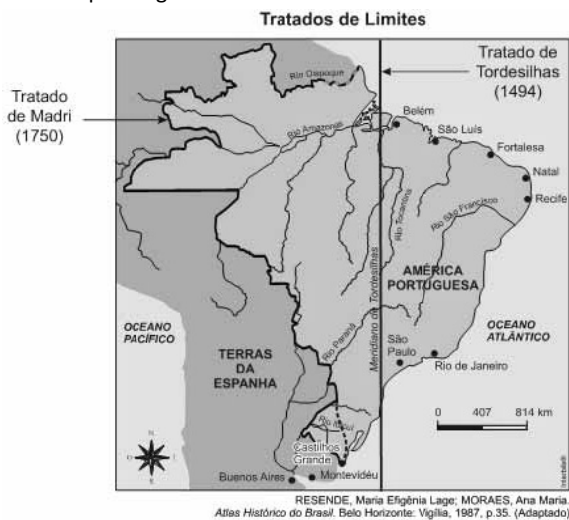 Tratados de Limites
Tratado
de Madri
(1750)
Tratado de
Tordesilhas
(1494)
Rio Oiapoque
Rio Amazonas
Belém
São Luís
Fortalesa
Natal
Recife
Rio Tocantins
Rio São Francisco
Meridiano de Tordesilhas
AMÉRICA
PORTUGUESA
OCEANO
PACÍFICO
OCEANO
ATLÂNTICO
TERRAS
DA
ESPANHA
Rio Paraná
São
Paulo
Rio de Janeiro
Castilhos
Grande
Buenos Aires
Montevidéu
0 407 814 km
N
S
RESENDE, Maria Efigênia Lage; MORAES, Ana Maria.
Atlas Histórico do Brasil. Belo Horizonte: Vigília, 1987, p.35. (Adaptado)